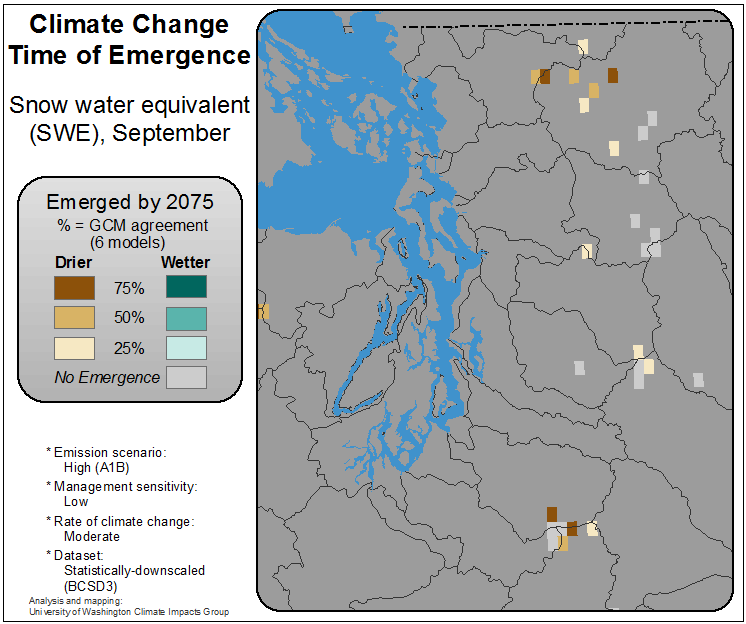 Climate Change
Time of Emergence
Snow water equivalent
(SWE), September
Emerged by 2075
% = GCM agreement
(6 models)
Drier Wetter
75%
50%
25%
No Emergence
* Emission scenario:
High (A1B)
* Management sensitivity:
Low
* Rate of climate change:
Moderate
* Dataset:
Statistically-downscaled
(BCSD3)
Analysis and mapping:
University of Washington Climate Impacts Group